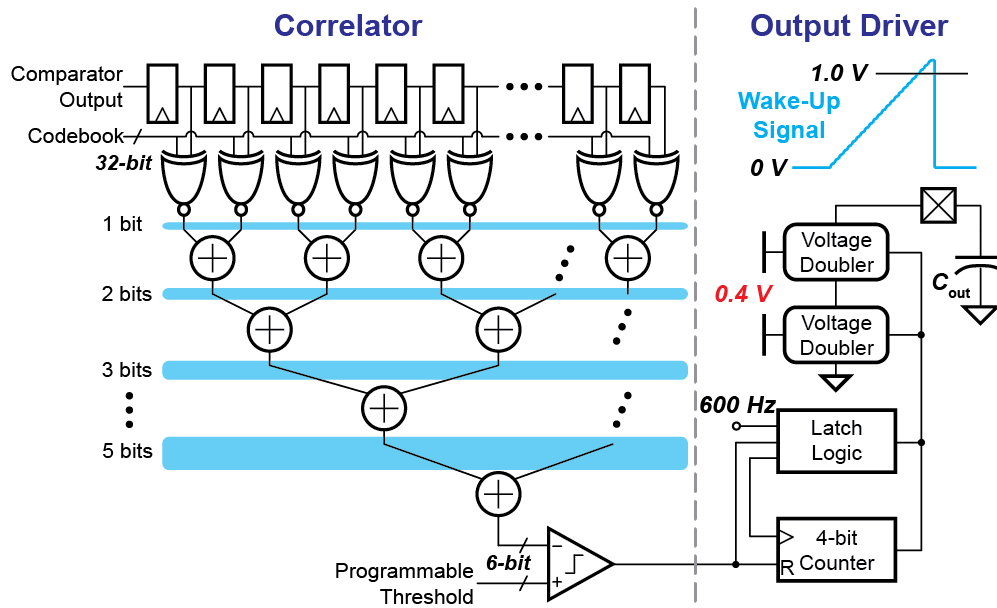 Correlator
Comparator
Output
Codebook
32-bit
1 bit
2 bits
3 bits
5 bits
6-bit
Programmable
Threshold
−
+
Output Driver
1.0 V
Wake-Up
Signal
0 V
Voltage
Doubler
0.4 V
Cout
Voltage
Doubler
600 Hz
Latch
Logic
4-bit
Counter
R